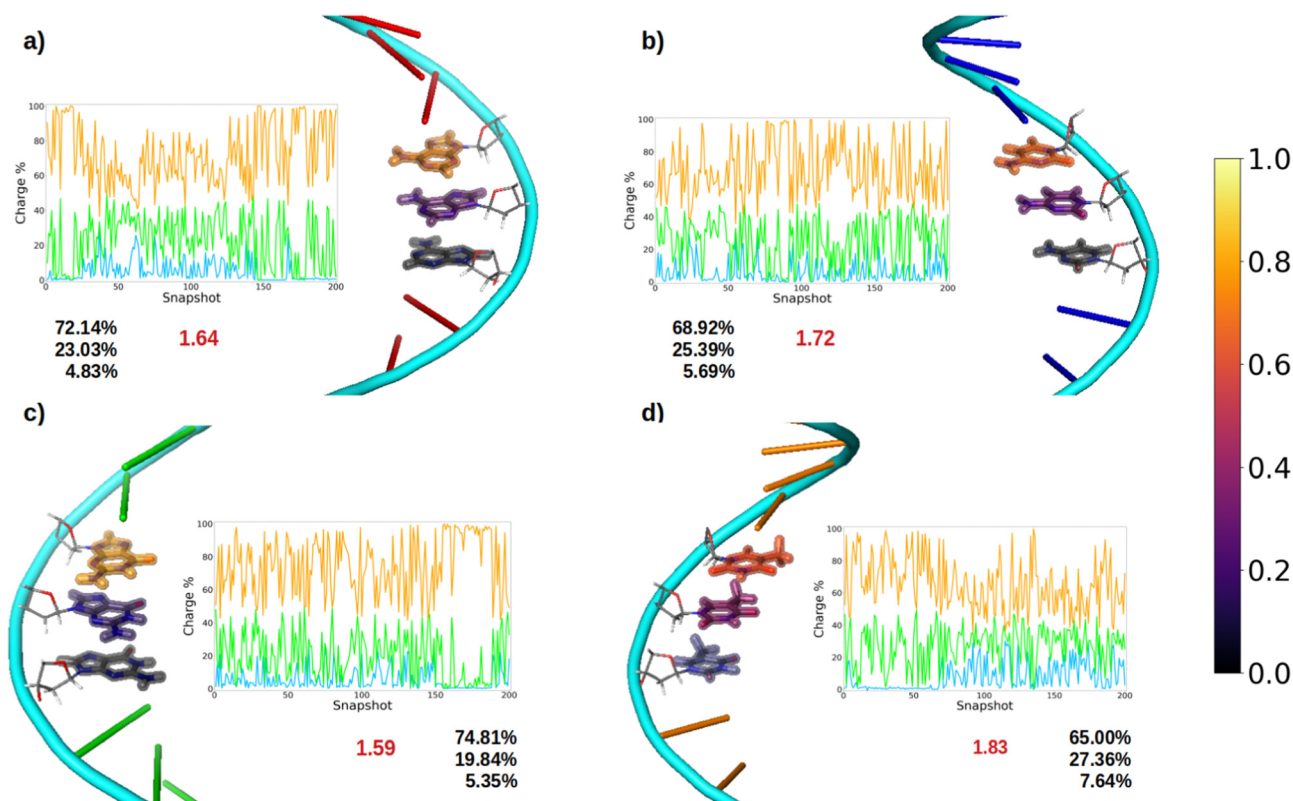 a)
100
80
60
40
20
0
Charge %
0 50 100 150 200
Snapshot
72.14%
23.03%
4.83%
1.64
b)
100
80
60
40
20
0
Charge %
0 50 100 150 200
Snapshot
68.92%
25.39%
5.69%
1.72
c)
100
80
60
40
20
0
Charge %
0 50 100 150 200
Snapshot
1.59
74.81%
19.84%
5.35%
d)
100
80
60
40
20
0
Charge %
0 50 100 150 200
Snapshot
1.83
65.00%
27.36%
7.64%
1.0
0.8
0.6
0.4
0.2
0.0